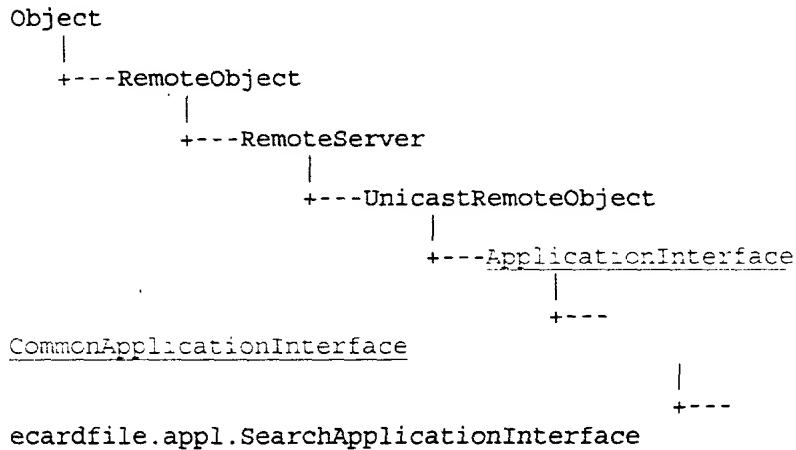 Object
|
+---RemoteObject
|
+---RemoteServer
|
+---UnicastRemoteObject
|
+---ApplicationInterface
|
+---
CommonApplicationInterface
|
+---
ecardfile.appl.SearchApplicationInterface